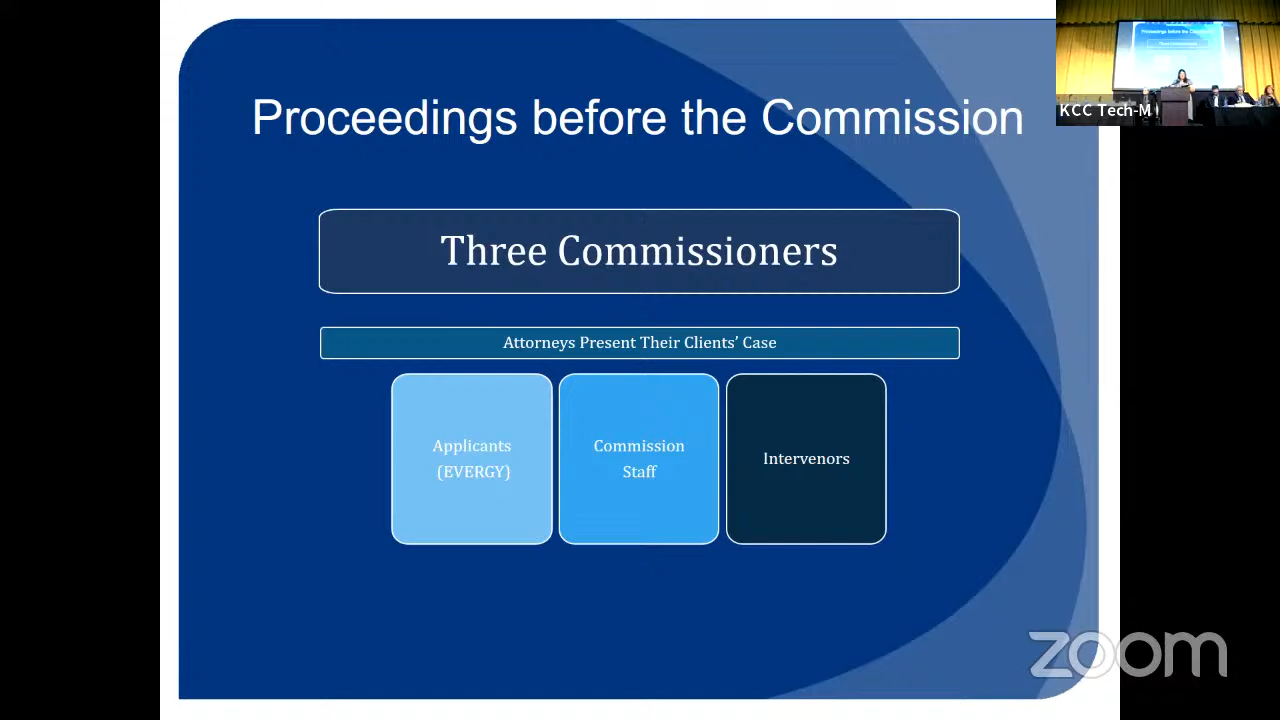 Proceedings before the Commission
KCC Tech-M
Three Commissioners
Attorneys Present Their Clients’ Case
Applicants
(EVERGY)
Commission
Staff
Intervenors
zoom